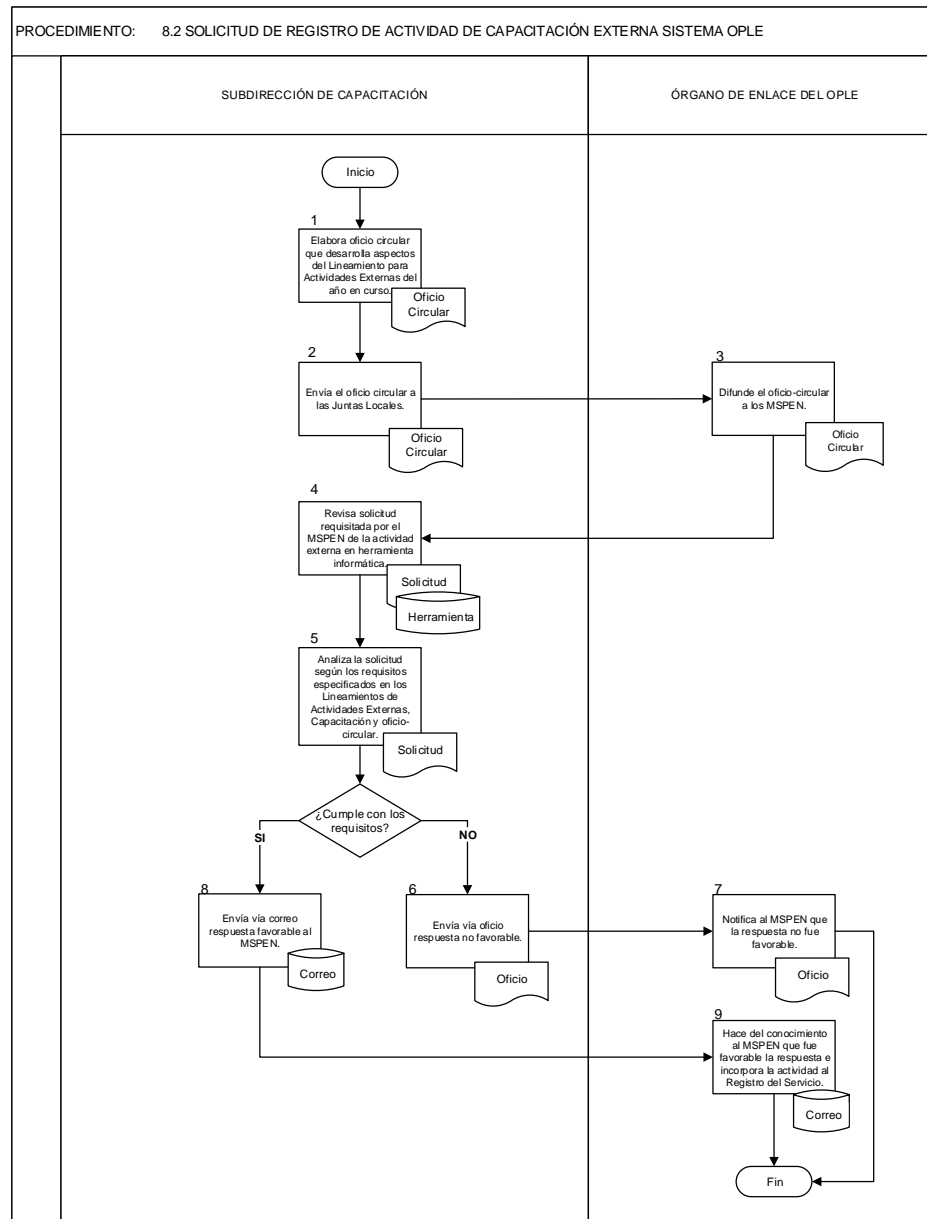 PROCEDIMIENTO: 8.2 SOLICITUD DE REGISTRO DE ACTIVIDAD DE CAPACITACIÓN EXTERNA SISTEMA OPLE
SUBDIRECCIÓN DE CAPACITACIÓN
ÓRGANO DE ENLACE DEL OPLE
Inicio
1
Elabora oficio circular
que desarrolla aspectos
del Lineamiento para
Actividades Externas del
año en curso.
Oficio
Circular
2
Envía el oficio circular a
las Juntas Locales.
Oficio
Circular
3
Difunde el oficio-circular
a los MSPEN.
Oficio
Circular
4
Revisa solicitud
requisitada por el
MSPEN de la actividad
externa en herramienta
informática.
Solicitud
Herramienta
5
Analiza la solicitud
según los requisitos
especificados en los
Lineamientos de
Actividades Externas,
Capacitación y oficio-
circular.
Solicitud
¿Cumple con los
requisitos?
SI
NO
8
Envía vía correo
respuesta favorable al
MSPEN.
Correo
6
Envía vía oficio
respuesta no favorable.
Oficio
7
Notifica al MSPEN que
la respuesta no fue
favorable.
Oficio
9
Hace del conocimiento
al MSPEN que fue
favorable la respuesta e
incorpora la actividad al
Registro del Servicio.
Correo
Fin